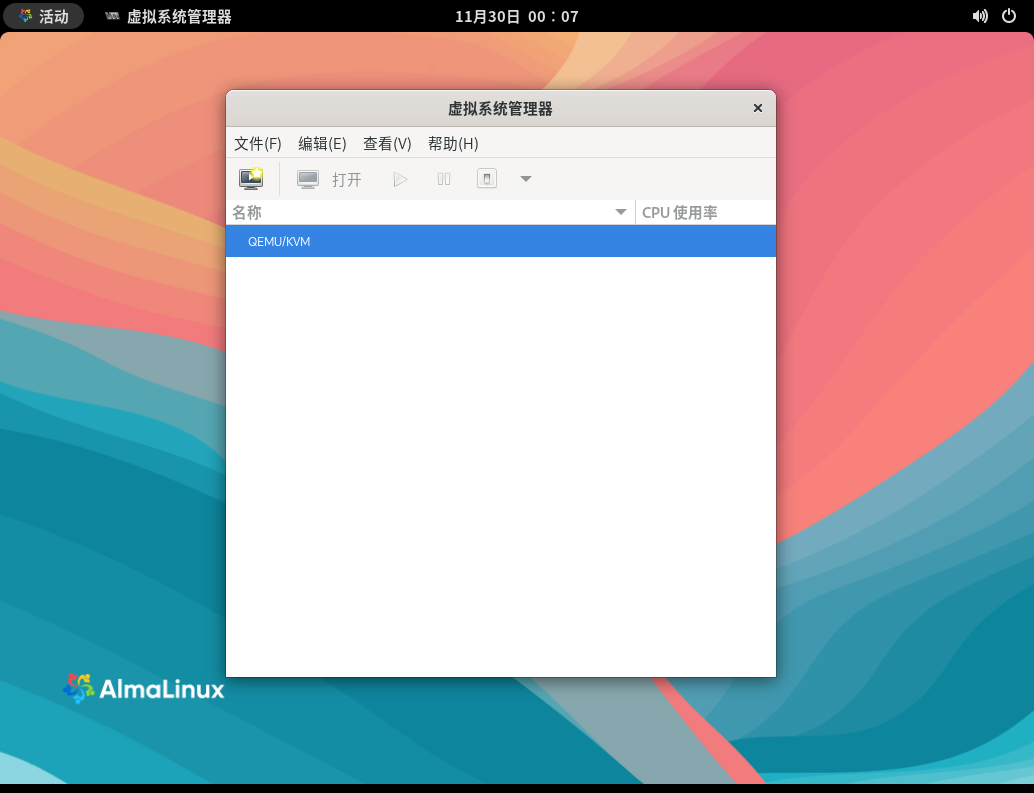 活动 虚拟系统管理器 11月30日 00：07
虚拟系统管理器 ×
文件(F) 编辑(E) 查看(V) 帮助(H)
打开
名称 CPU 使用率
QEMU/KVM
AlmaLinux